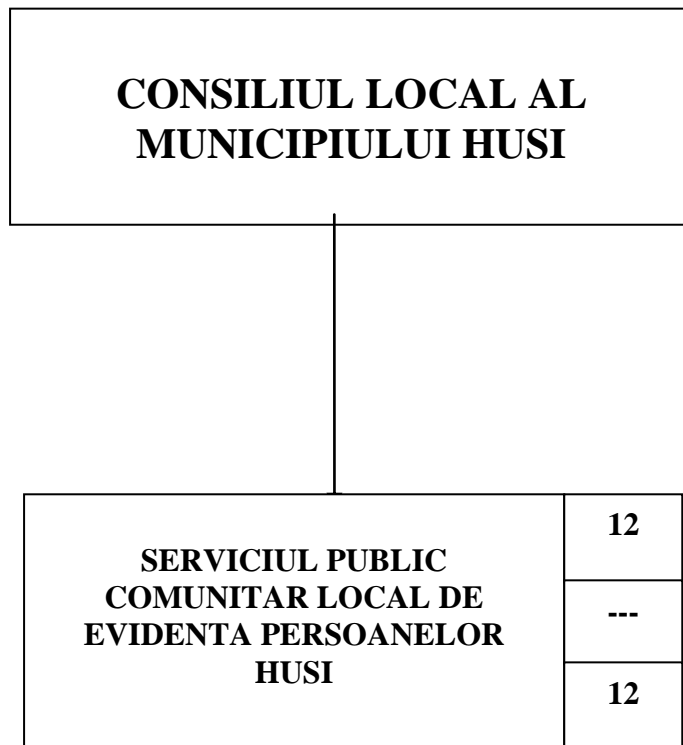 CONSILIUL LOCAL AL
MUNICIPIULUI HUSI
12
SERVICIUL PUBLIC
COMUNITAR LOCAL DE
EVIDENTA PERSOANELOR
HUSI
---
12